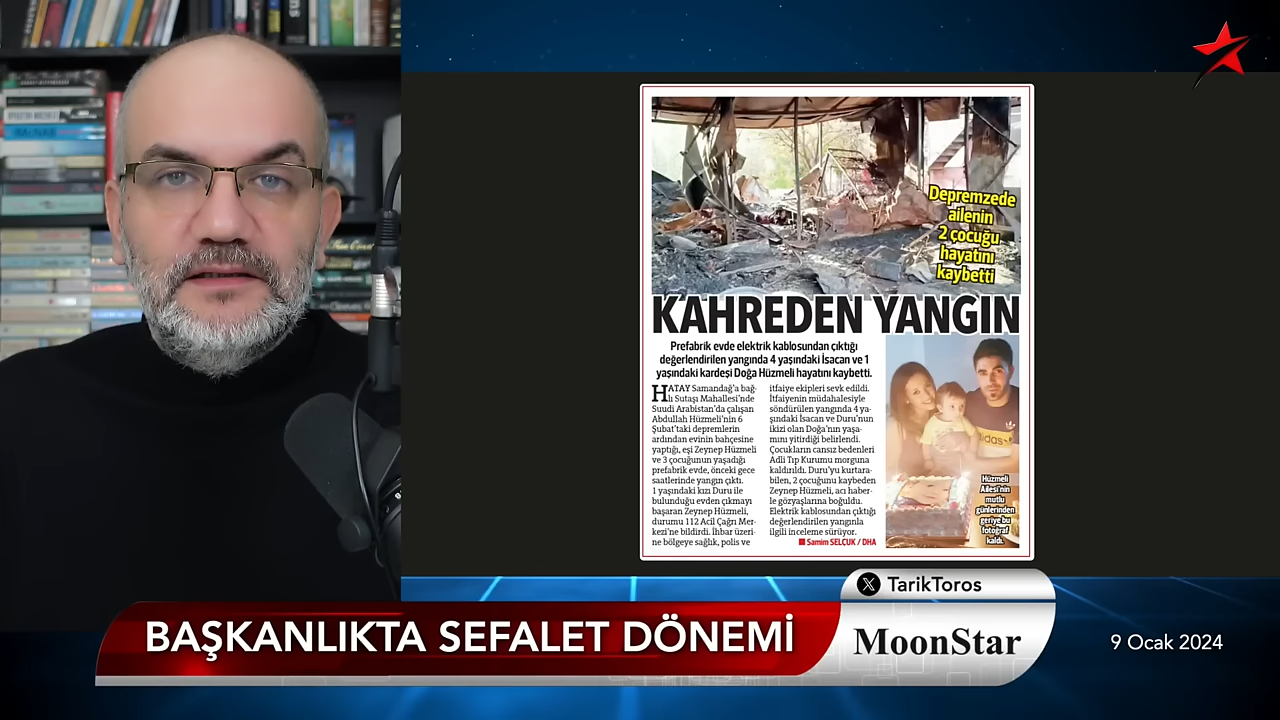 Depremzede
ailenin
2 çocuğu
hayatını
kaybetti
KAHREDEN YANGIN
Prefabrik evde elektrik kablosundan çıktığı
değerlendirilen yangında 4 yaşındaki İsacan ve 1
yaşındaki kardeşi Doğa Hüzmeli hayatını kaybetti.
HATAY Samandağ'a bağ-
lı Sutaşı Mahallesi'nde
Suudi Arabistan'da çalışan
Abdullah Hüzmeli'nin 6
Şubat'taki depremlerin
ardından evinin bahçesine
yaptığı, eşi Zeynep Hüzmeli
ve 3 çocuğunun yaşadığı
prefabrik evde, önceki gece
saatlerinde yangın çıktı.
1 yaşındaki kızı Duru ile
bulunduğu evden çıkmayı
başaran Zeynep Hüzmeli,
durumu 112 Acil Çağrı Mer-
kezi'ne bildirdi. İhbar üzeri-
ne bölgeye sağlık, polis ve
itfaiye ekipleri sevk edildi.
İtfaiyenin müdahalesiyle
söndürülen yangında 4 ya-
şındaki İsacan ve Duru'nun
ikizi olan Doğa'nın yaşa-
mını yitirdiği belirlendi.
Çocukların cansız bedenleri
Adli Tıp Kurumu morguna
kaldırıldı. Duru'yu kurtara-
bilen, 2 çocuğunu kaybeden
Zeynep Hüzmeli, acı haber-
le gözyaşlarına boğuldu.
Elektrik kablosundan çıktığı
değerlendirilen yangınla
ilgili inceleme sürüyor.
Samim SELÇUK / DHA
adidas
Hüzmeli
Ailesi'nin
mutlu
günlerinden
geriye bu
fotoğraf
kaldı.
TarikToros
BAŞKANLIKTA SEFALET DÖNEMİ
MoonStar
9 Ocak 2024